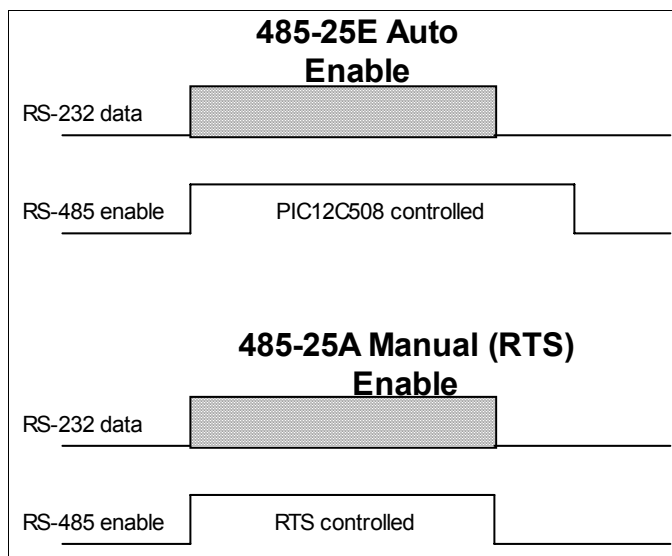 485-25E Auto
Enable
RS-232 data
RS-485 enable
PIC12C508 controlled
485-25A Manual (RTS)
Enable
RS-232 data
RS-485 enable
RTS controlled